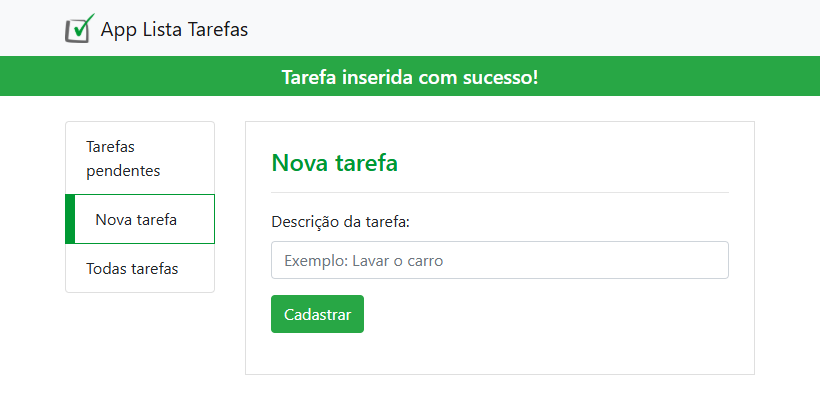 App Lista Tarefas
Tarefa inserida com sucesso!
Tarefas
pendentes
Nova tarefa
Todas tarefas
Nova tarefa
Descrição da tarefa:
Exemplo: Lavar o carro
Cadastrar